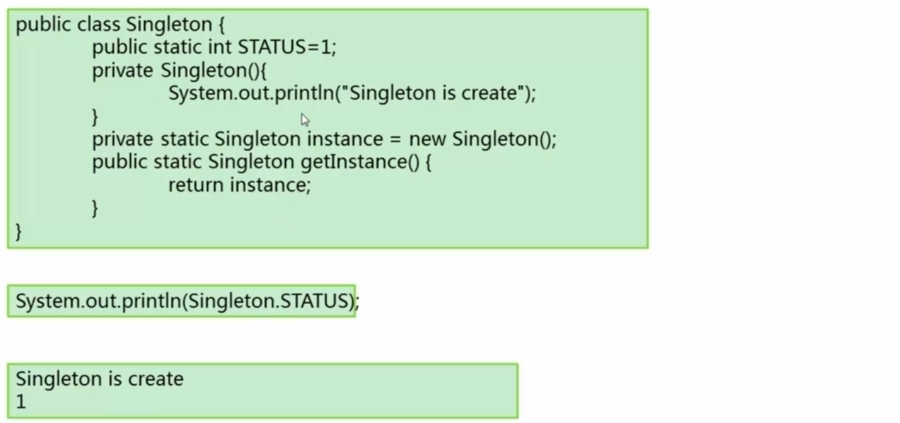 public class Singleton {
public static int STATUS=1;
private Singleton(){
System.out.println("Singleton is create");
}
private static Singleton instance = new Singleton();
public static Singleton getInstance() {
return instance;
}
}
System.out.println(Singleton.STATUS);
Singleton is create
1